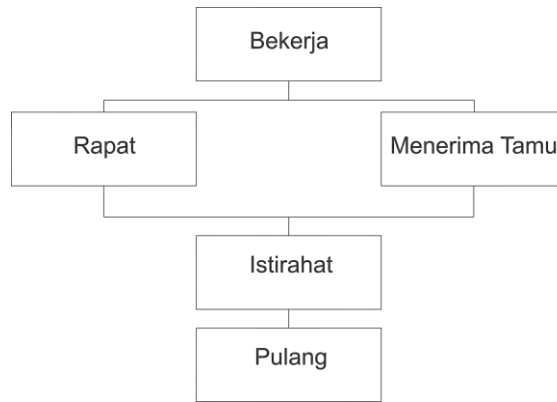 Bekerja
Rapat
Menerima Tamu
Istirahat
Pulang